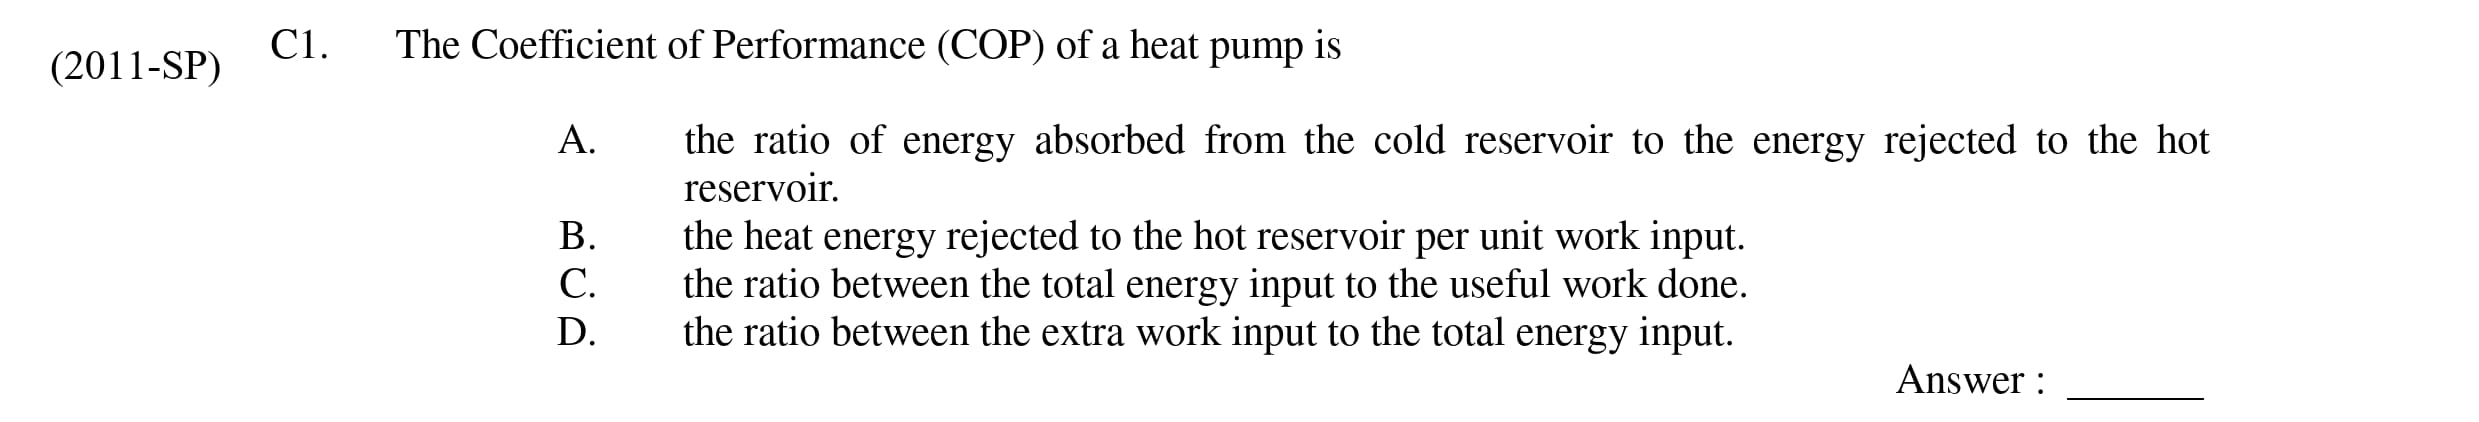 (2011-SP) C1. The Coefficient of Performance (COP) of a heat pump is
A. the ratio of energy absorbed from the cold reservoir to the energy rejected to the hot
reservoir.
B. the heat energy rejected to the hot reservoir per unit work input.
C. the ratio between the total energy input to the useful work done.
D. the ratio between the extra work input to the total energy input.
Answer : ______